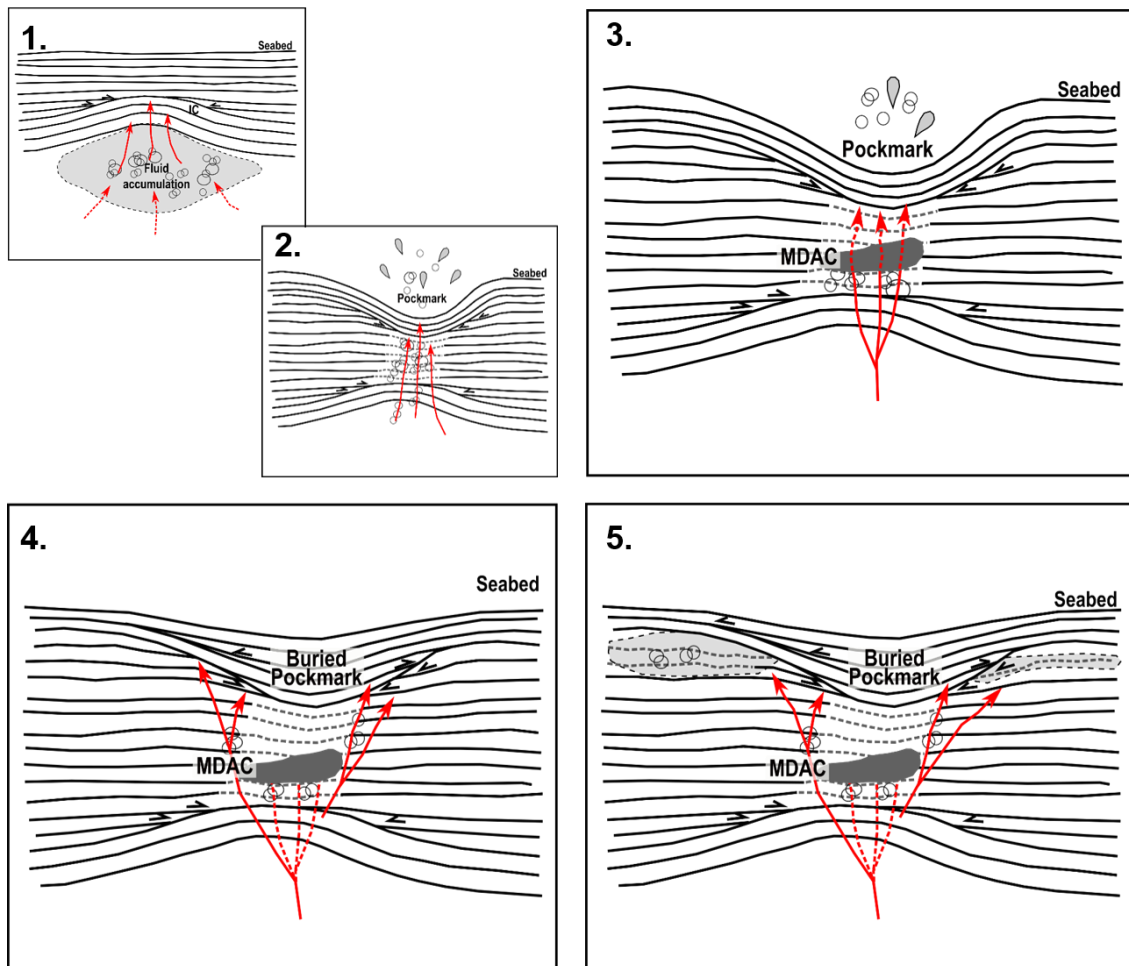 1.
Seabed
IC
Fluid
accumulation
2.
Seabed
Pockmark
3.
Seabed
Pockmark
MDAC
4.
Seabed
Buried
Pockmark
MDAC
5.
Seabed
Buried
Pockmark
MDAC